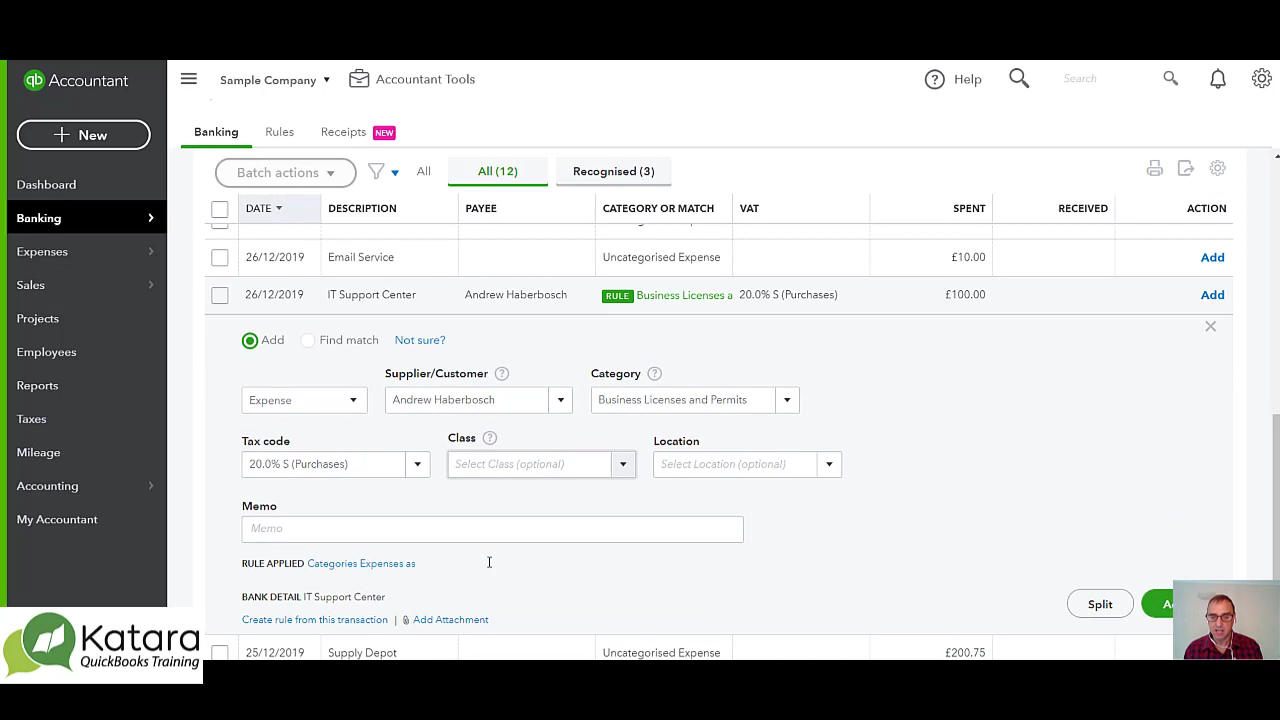 qb Accountant
Sample Company
Accountant Tools
Help
Search
New
Banking
Rules
Receipts
NEW
Batch actions
All
All (12)
Recognised (3)
DATE DESCRIPTION PAYEE CATEGORY OR MATCH VAT SPENT RECEIVED ACTION
26/12/2019 Email Service Uncategorised Expense £10.00 Add
26/12/2019 IT Support Center Andrew Haberbosch RULE Business Licenses a 20.0% S (Purchases) £100.00 Add
Add Find match Not sure?
Supplier/Customer ? Category ?
Expense Andrew Haberbosch Business Licenses and Permits
Tax code Class ? Location
20.0% S (Purchases) Select Class (optional) Select Location (optional)
Memo
Memo
RULE APPLIED Categories Expenses as
BANK DETAIL IT Support Center
Create rule from this transaction | Add Attachment
Split
25/12/2019 Supply Depot Uncategorised Expense £200.75
Dashboard
Banking
Expenses
Sales
Projects
Employees
Reports
Taxes
Mileage
Accounting
My Accountant
Katara
QuickBooks Training